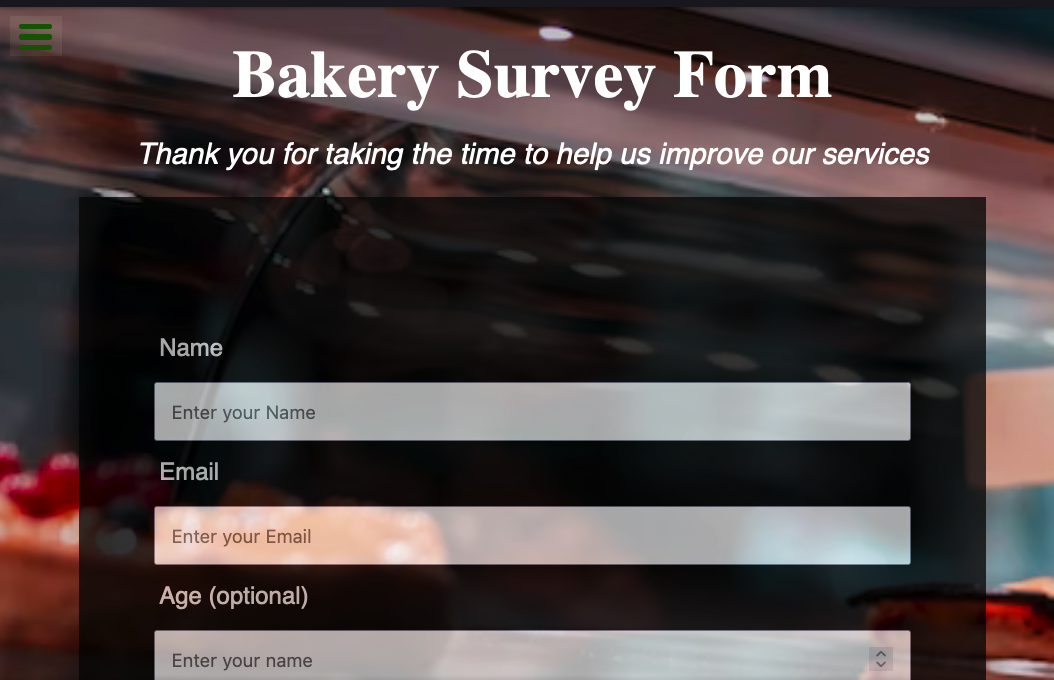 Bakery Survey Form
Thank you for taking the time to help us improve our services
Name
Enter your Name
Email
Enter your Email
Age (optional)
Enter your name